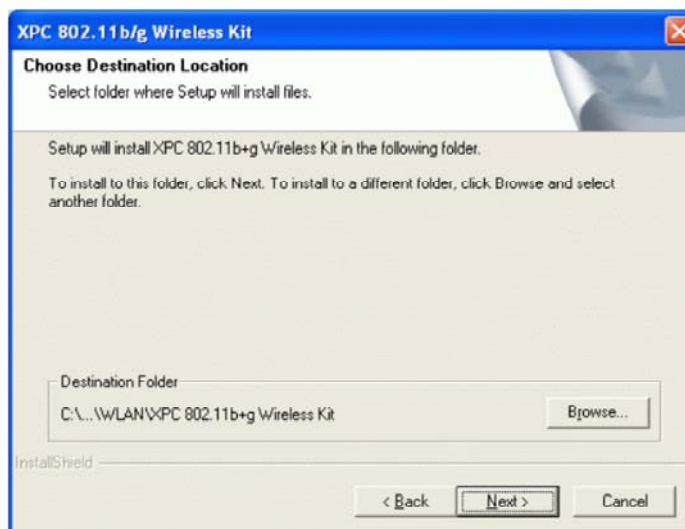 XPC 802.11b/g Wireless Kit
Choose Destination Location
Select folder where Setup will install files.
Setup will install XPC 802.11b+g Wireless Kit in the following folder.
To install to this folder, click Next. To install to a different folder, click Browse and select
another folder.
Destination Folder
C:\...\WLAN\XPC 802.11b+g Wireless Kit
Browse...
InstallShield
< Back
Next >
Cancel